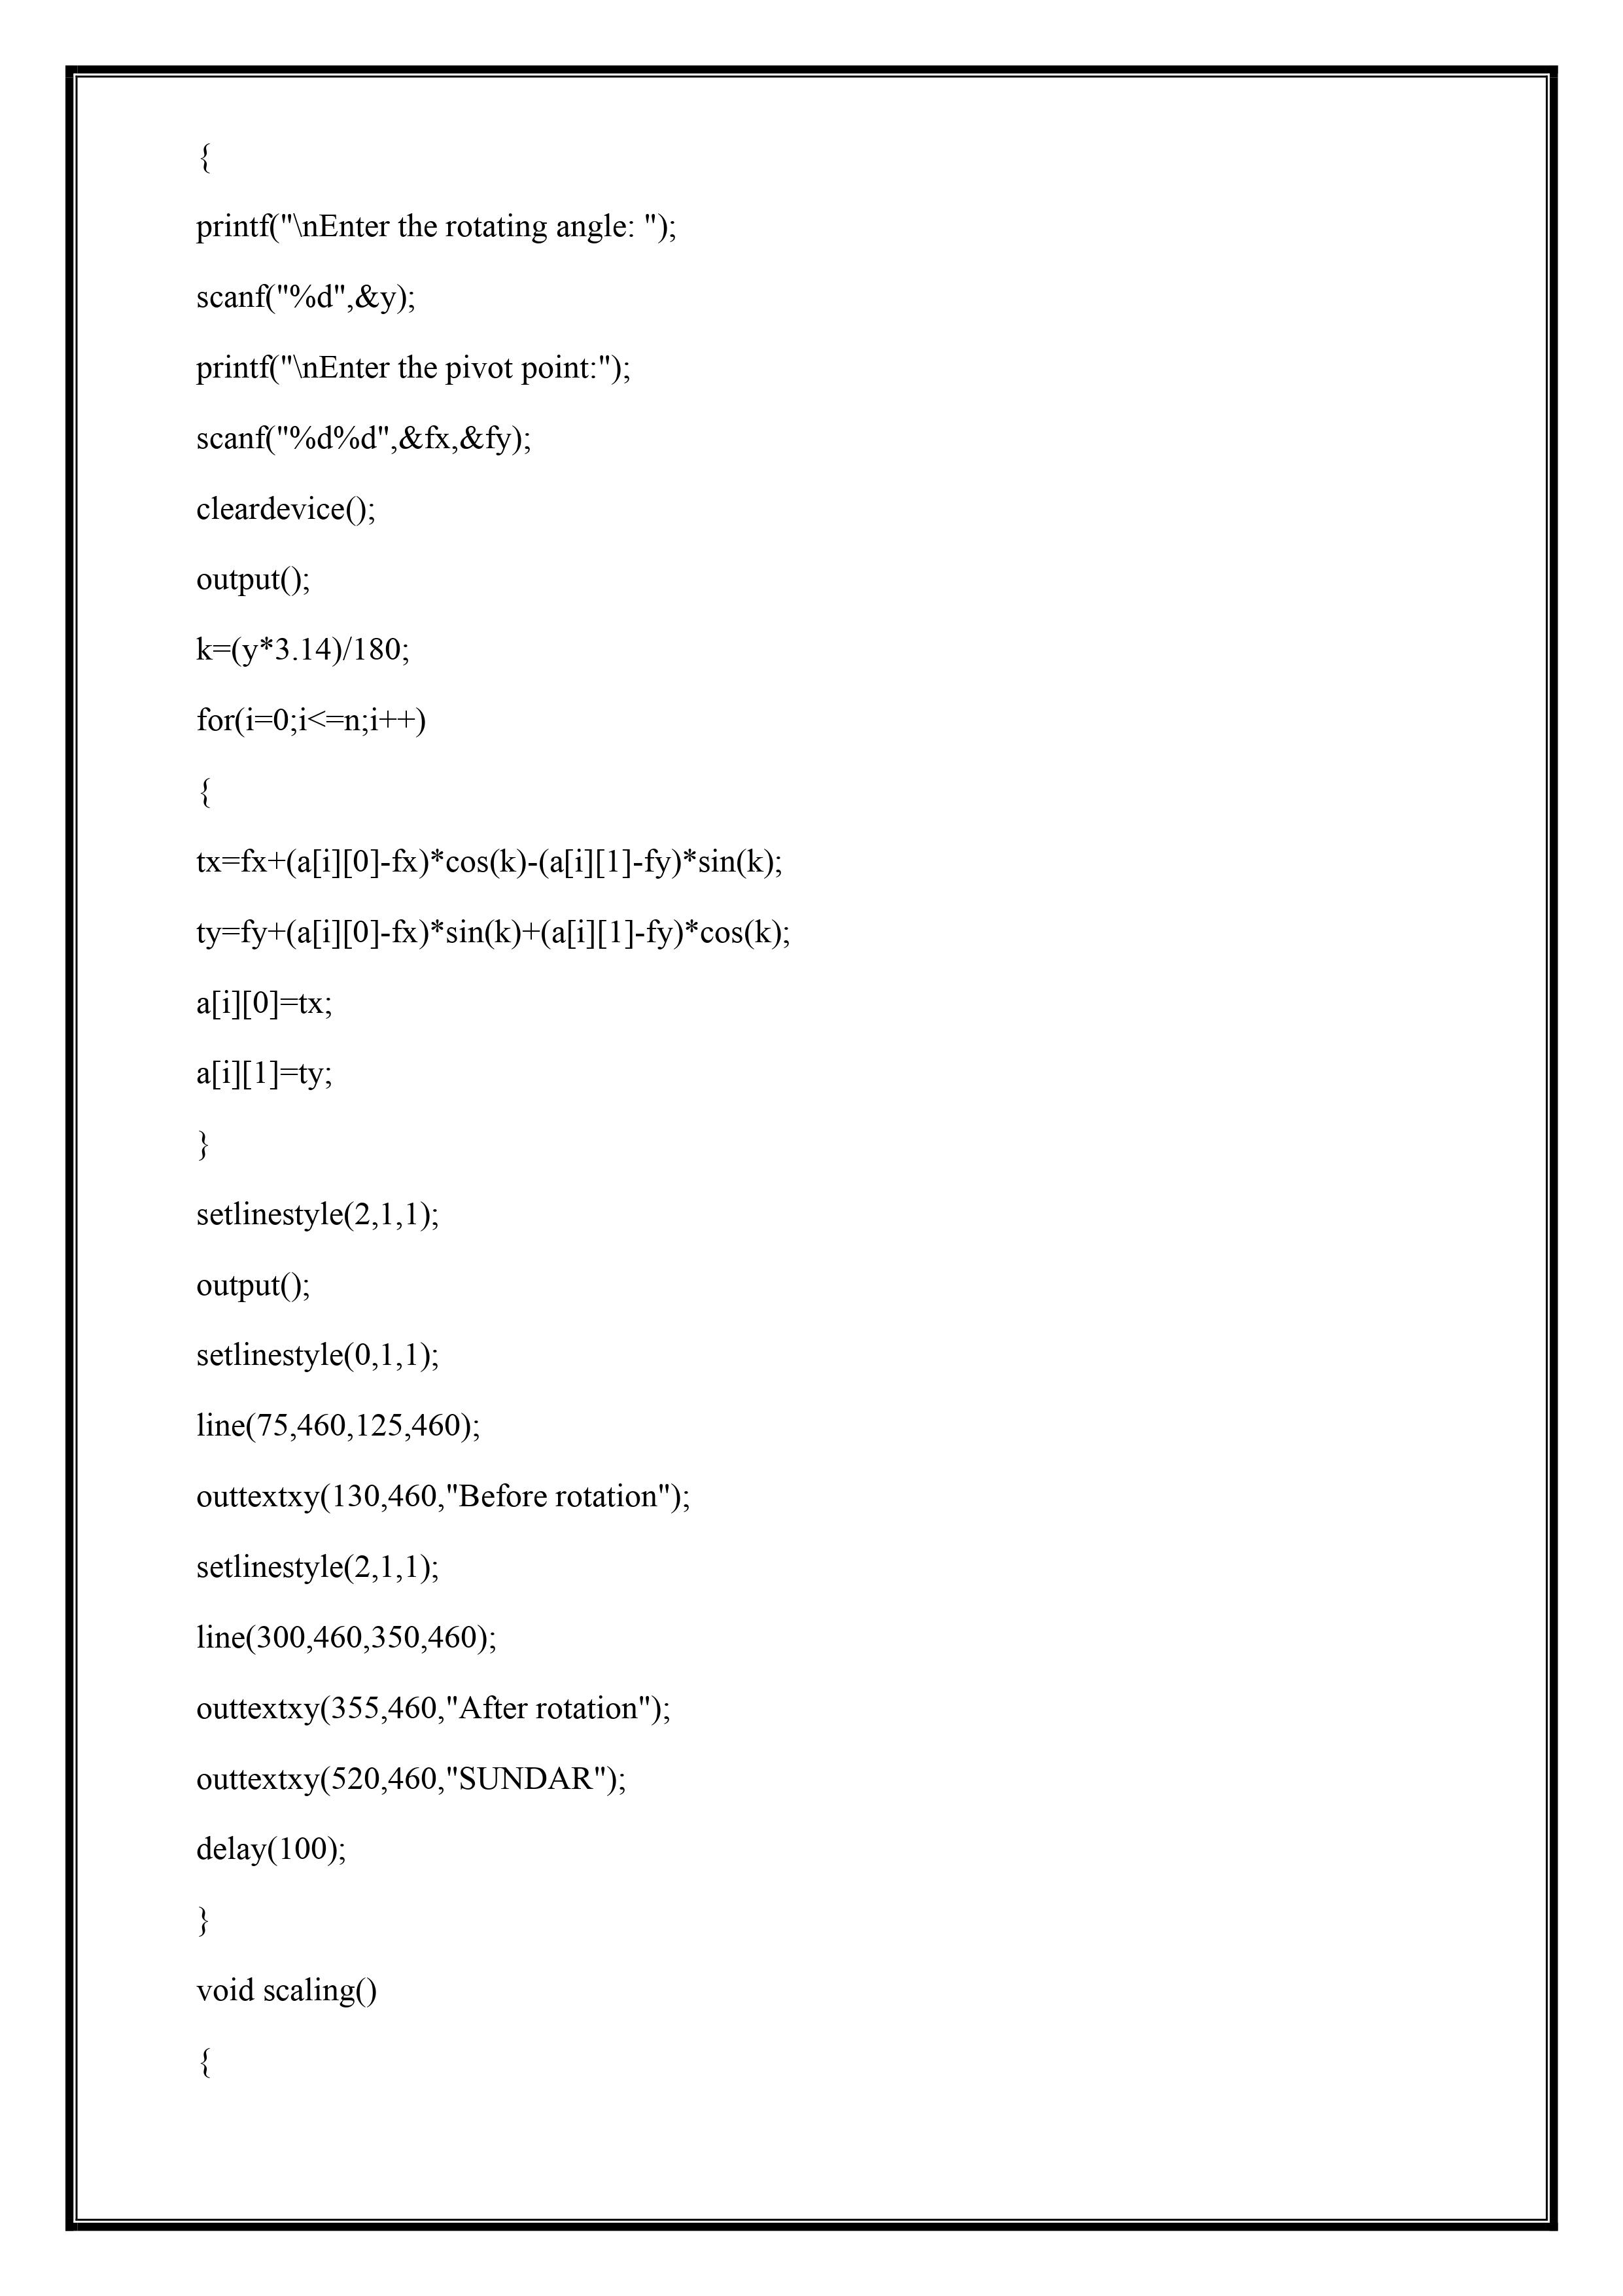 {
printf("\nEnter the rotating angle: ");
scanf("%d",&y);
printf("\nEnter the pivot point:");
scanf("%d%d",&fx,&fy);
cleardevice();
output();
k=(y*3.14)/180;
for(i=0;i<=n;i++)
{
tx=fx+(a[i][0]-fx)*cos(k)-(a[i][1]-fy)*sin(k);
ty=fy+(a[i][0]-fx)*sin(k)+(a[i][1]-fy)*cos(k);
a[i][0]=tx;
a[i][1]=ty;
}
setlinestyle(2,1,1);
output();
setlinestyle(0,1,1);
line(75,460,125,460);
outtextxy(130,460,"Before rotation");
setlinestyle(2,1,1);
line(300,460,350,460);
outtextxy(355,460,"After rotation");
outtextxy(520,460,"SUNDAR");
delay(100);
}
void scaling()
{